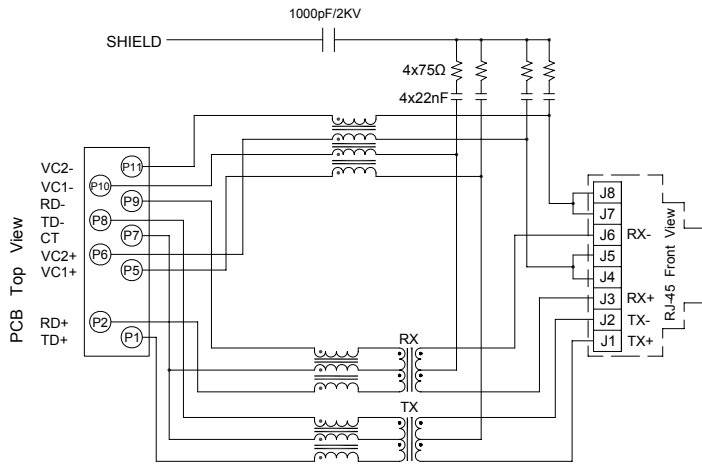 1000pF/2KV
SHIELD
4x75Ω
4x22nF
PCB Top View
VC2-
VC1-
RD-
TD-
CT
VC2+
VC1+
RD+
TD+
P11
P10
P9
P8
P7
P6
P5
P2
P1
RX
TX
J8
J7
J6 RX-
J5
J4
J3 RX+
J2 TX-
J1 TX+
RJ-45 Front View